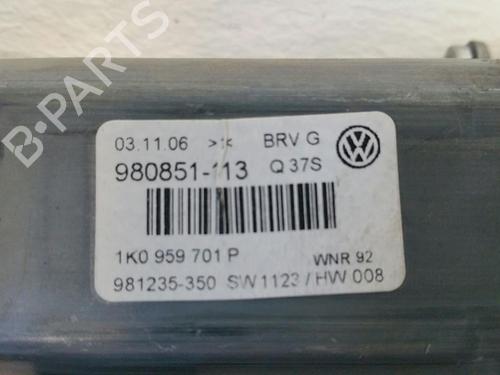 B-PARTS
03.11.06 >:< BRV G
980851-113 Q 37S
1K0 959 701 P WNR 92
981235-350 SW 1123 / HW 008